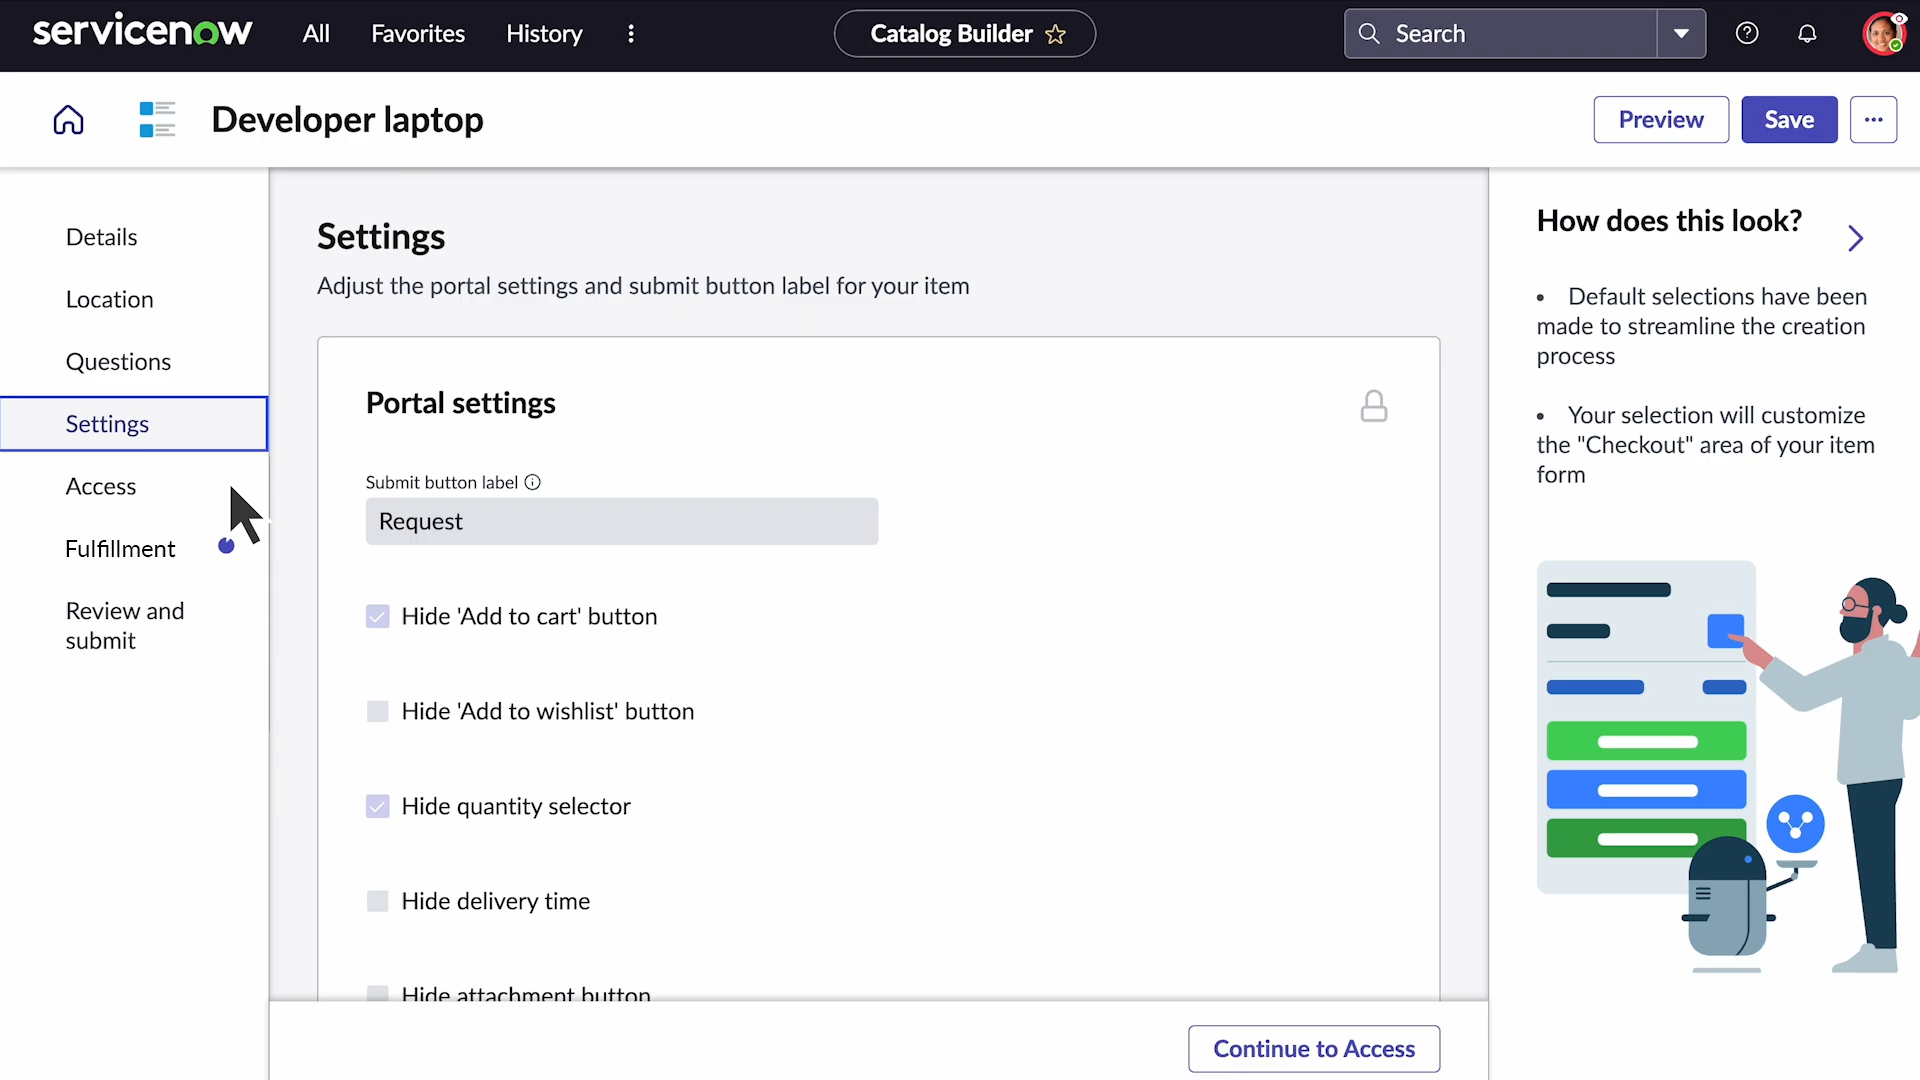 servicenow
All
Favorites
History
Catalog Builder
Search
Developer laptop
Preview
Save
Details
Location
Questions
Settings
Access
Fulfillment
Review and
submit
Settings
Adjust the portal settings and submit button label for your item
Portal settings
Submit button label
Request
Hide 'Add to cart' button
Hide 'Add to wishlist' button
Hide quantity selector
Hide delivery time
Hide attachment button
Continue to Access
How does this look?
• Default selections have been
made to streamline the creation
process
• Your selection will customize
the "Checkout" area of your item
form